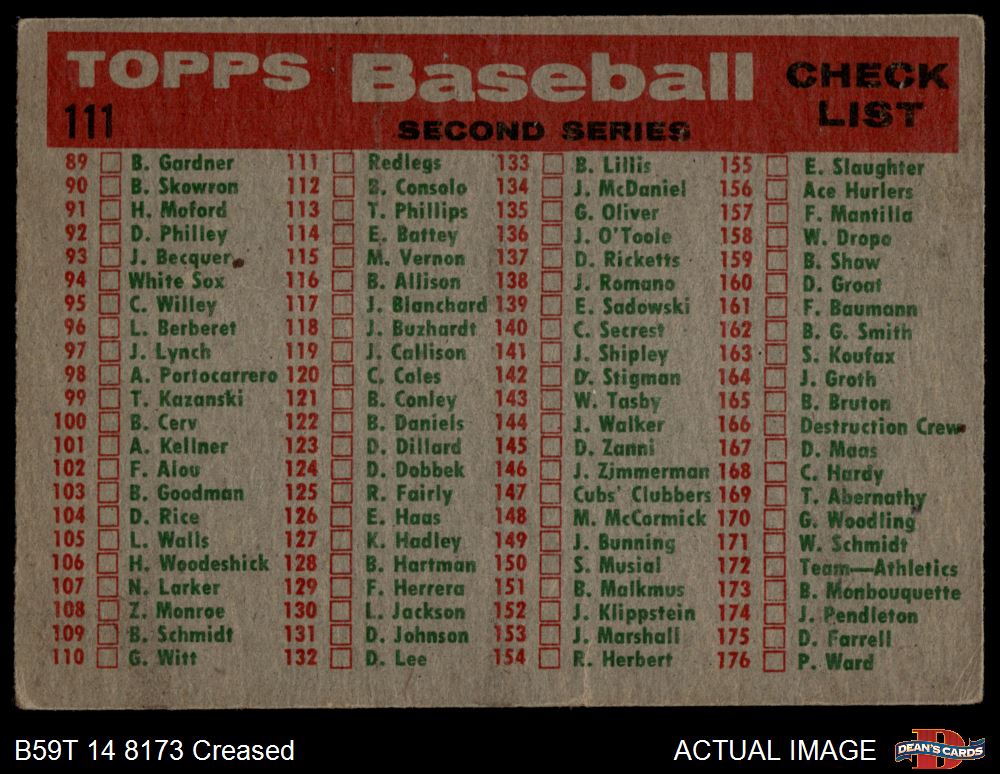 TOPPS Baseball CHECK LIST
111 SECOND SERIES
89 B. Gardner 111 Redlegs 133 B. Lillis 155 E. Slaughter
90 B. Skowron 112 B. Consolo 134 J. McDaniel 156 Ace Hurlers
91 H. Moford 113 T. Phillips 135 G. Oliver 157 F. Mantilla
92 D. Philley 114 E. Battey 136 J. O'Toole 158 W. Dropo
93 J. Becquer 115 M. Vernon 137 D. Ricketts 159 B. Shaw
94 White Sox 116 B. Allison 138 J. Romano 160 D. Groat
95 C. Willey 117 J. Blanchard 139 E. Sadowski 161 F. Baumann
96 L. Berberet 118 J. Buzhardt 140 C. Secrest 162 B. G. Smith
97 J. Lynch 119 J. Callison 141 J. Shipley 163 S. Koufax
98 A. Portocarrero 120 C. Coles 142 D. Stigman 164 J. Groth
99 T. Kazanski 121 B. Conley 143 W. Tasby 165 B. Bruton
100 B. Cerv 122 B. Daniels 144 J. Walker 166 Destruction Crew
101 A. Kellner 123 D. Dillard 145 D. Zanni 167 D. Maas
102 F. Alou 124 D. Dobbek 146 J. Zimmerman 168 C. Hardy
103 B. Goodman 125 R. Fairly 147 Cubs' Clubbers 169 T. Abernathy
104 D. Rice 126 E. Haas 148 M. McCormick 170 G. Woodling
105 L. Walls 127 K. Hadley 149 J. Bunning 171 W. Schmidt
106 H. Woodeshick 128 B. Hartman 150 S. Musial 172 Team—Athletics
107 N. Larker 129 F. Herrera 151 B. Malkmus 173 B. Monbouquette
108 Z. Monroe 130 L. Jackson 152 J. Klippstein 174 J. Pendleton
109 B. Schmidt 131 D. Johnson 153 J. Marshall 175 D. Farrell
110 G. Witt 132 D. Lee 154 R. Herbert 176 P. Ward
B59T 14 8173 Creased ACTUAL IMAGE DEAN'S CARDS